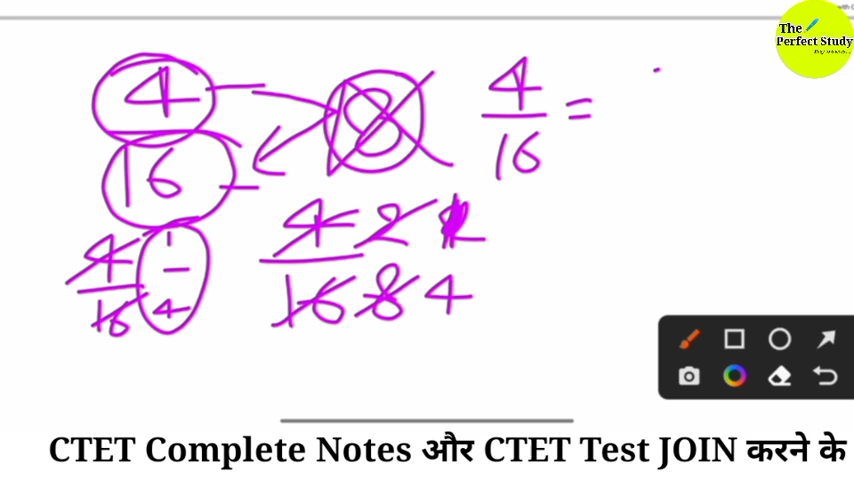 The
Perfect Study
4
16
8
4
16 =
4 1
16 4
4 2 1
16 8 4
CTET Complete Notes और CTET Test JOIN करने के